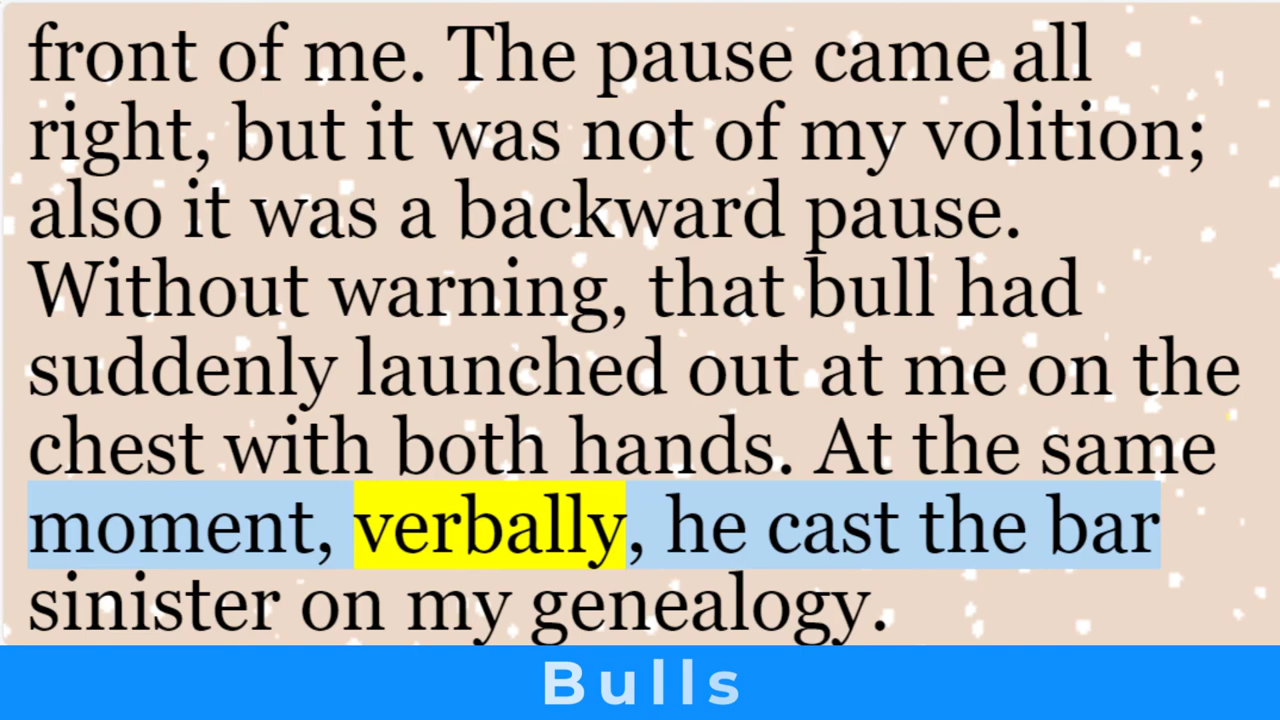 front of me. The pause came all
right, but it was not of my volition;
also it was a backward pause.
Without warning, that bull had
suddenly launched out at me on the
chest with both hands. At the same
moment, verbally, he cast the bar
sinister on my genealogy.
Bulls